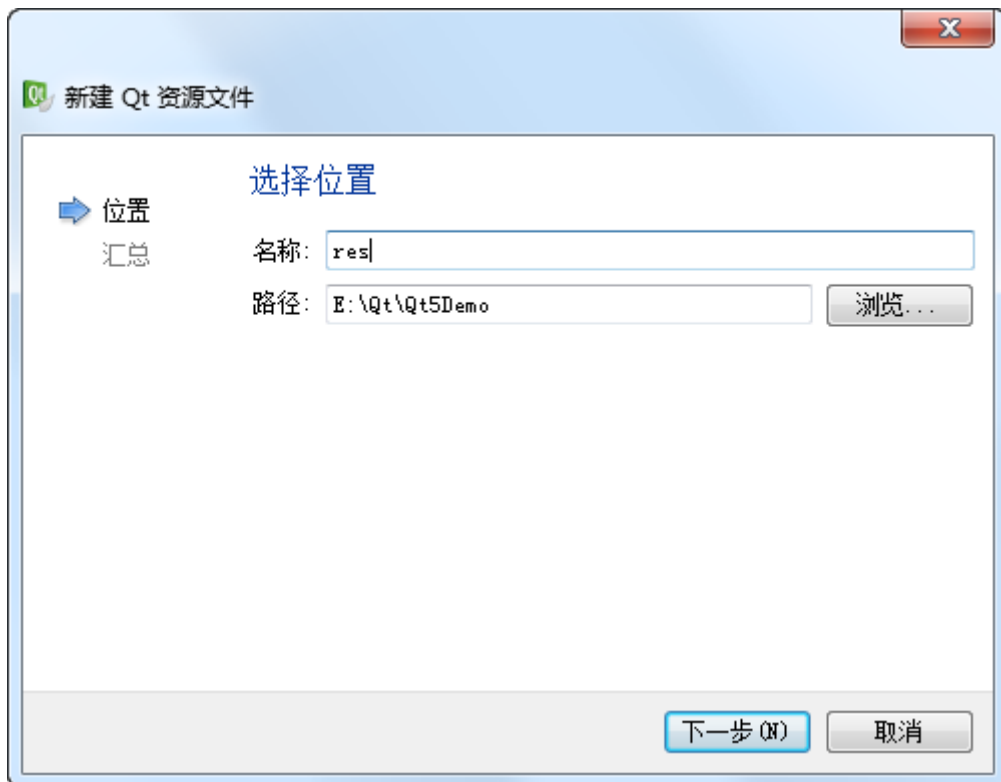 新建 Qt 资源文件
选择位置
位置
汇总
名称: res
路径: E:\Qt\Qt5Demo 浏览...
下一步(N) 取消